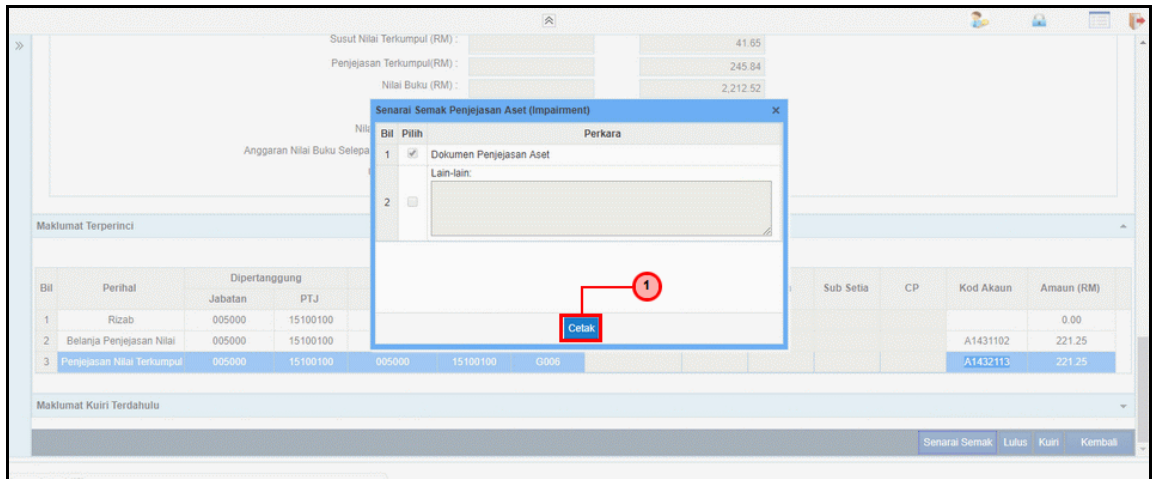 Susut Nilai Terkumpul (RM) : 41.65
Penjejasan Terkumpul(RM) : 245.84
Nilai Buku (RM) : 2,212.52
Senarai Semak Penjejasan Aset (Impairment) ×
Bil Pilih Perkara
1 Dokumen Penjejasan Aset
2 Lain-lain:
Anggaran Nilai Buku
1
Cetak
Maklumat Terperinci
Bil Perihal Dipertanggung Sub Setia CP Kod Akaun Amaun (RM)
Jabatan PTJ
1 Rizab 005000 15100100 0.00
2 Belanja Penjejasan Nilai 005000 15100100 A1431102 221.25
3 Penjejasan Nilai Terkumpul 005000 15100100 005000 15100100 G006 A1432113 221.25
Maklumat Kuiri Terdahulu
Senarai Semak Lulus Kuiri Kembali